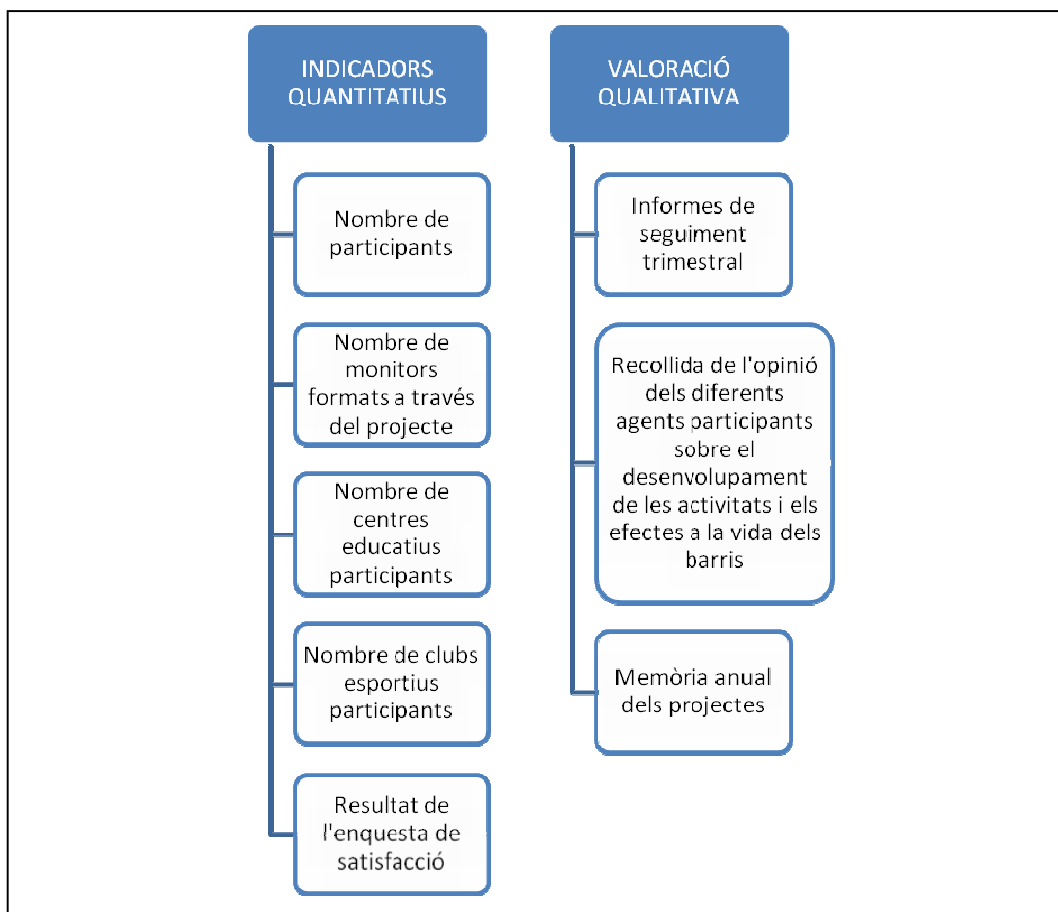 INDICADORS
QUANTITATIUS
Nombre de
participants
Nombre de
monitors
formats a través
del projecte
Nombre de
centres
educatius
participants
Nombre de clubs
esportius
participants
Resultat de
l'enquesta de
satisfacció
VALORACIÓ
QUALITATIVA
Informes de
seguiment
trimestral
Recollida de l'opinió
dels diferents
agents participants
sobre el
desenvolupament
de les activitats i els
efectes a la vida dels
barris
Memòria anual
dels projectes